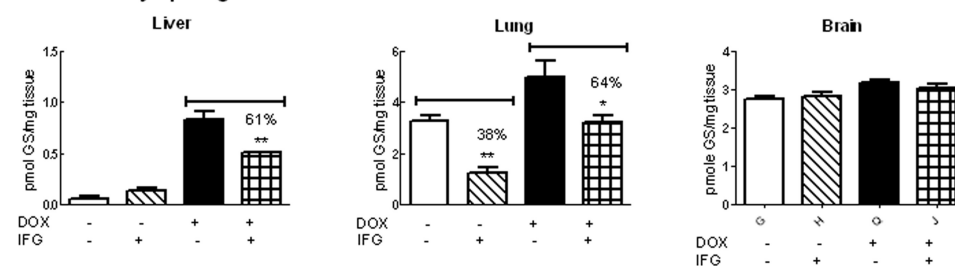 Liver
pmol GS/mg tissue
1.5
1.0
0.5
0.0
61%
**
DOX - - + +
IFG - + - +
Lung
pmol GS/mg tissue
6
4
2
0
38%
**
64%
*
DOX - - + +
IFG - + - +
Brain
pmole GS/mg tissue
4
3
2
1
0
G H Q J
DOX - - + +
IFG - + - +